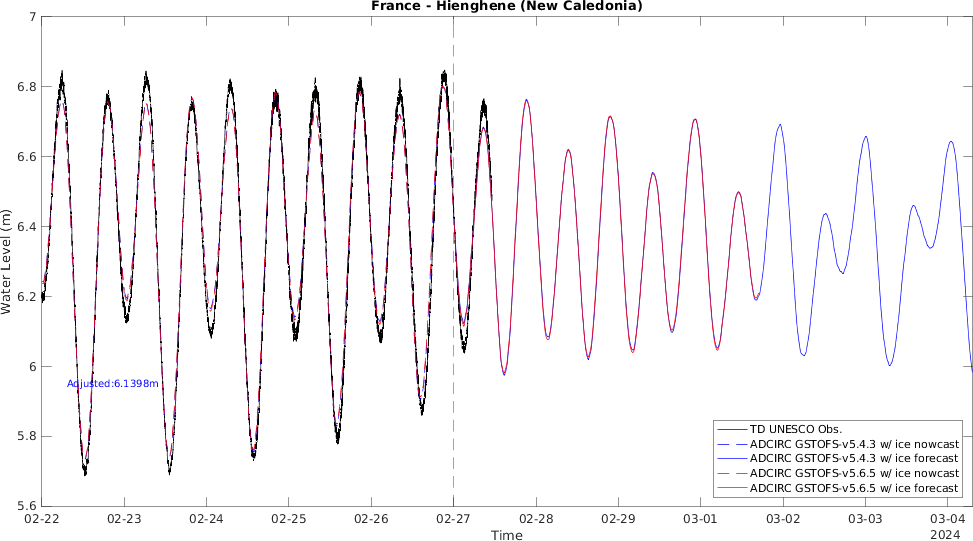 France - Hienghene (New Caledonia)
7
6.8
6.6
6.4
6.2
6
5.8
5.6
Water Level (m)
Adjusted:6.1398m
TD UNESCO Obs.
ADCIRC GSTOFS-v5.4.3 w/ ice nowcast
ADCIRC GSTOFS-v5.4.3 w/ ice forecast
ADCIRC GSTOFS-v5.6.5 w/ ice nowcast
ADCIRC GSTOFS-v5.6.5 w/ ice forecast
02-22 02-23 02-24 02-25 02-26 02-27 02-28 02-29 03-01 03-02 03-03 03-04
Time
2024